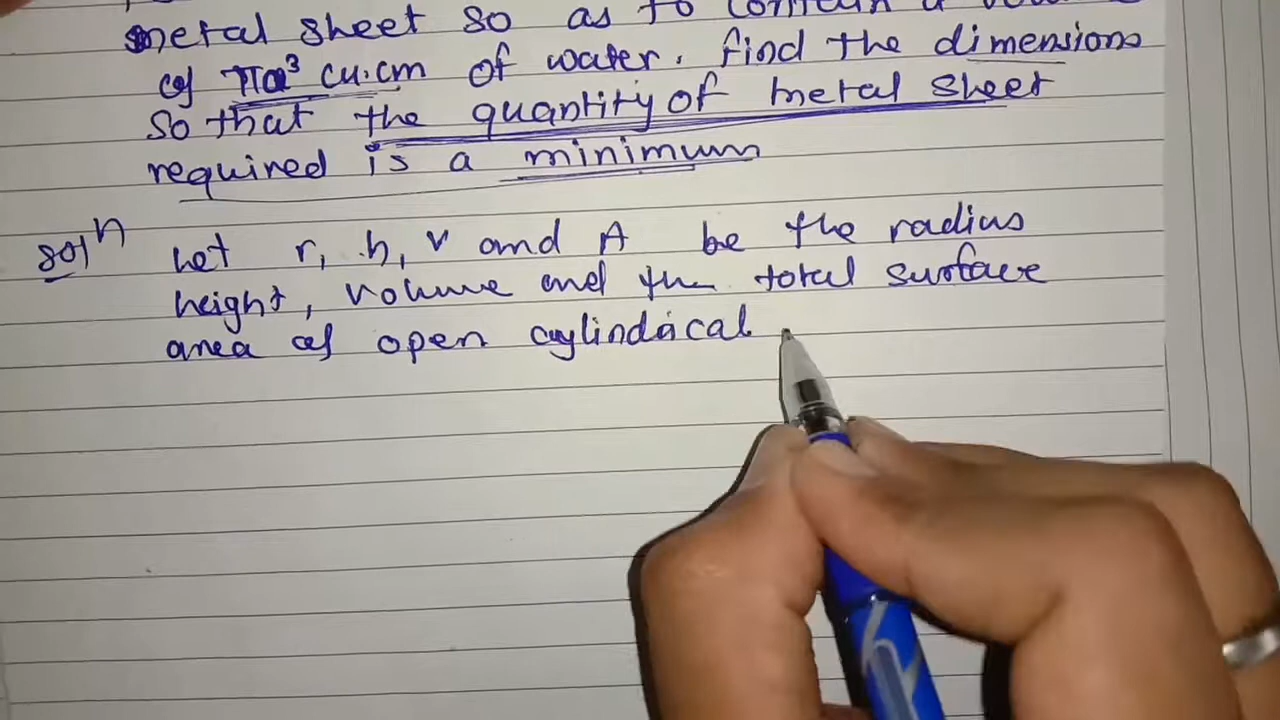 metal sheet so as to contain a
of πa³ cu.cm of water. find the dimensions
so that the quantity of metal sheet
required is a minimum
solⁿ Let r, h, v and A be the radius
height, volume and the total surface
area of open cylindrical